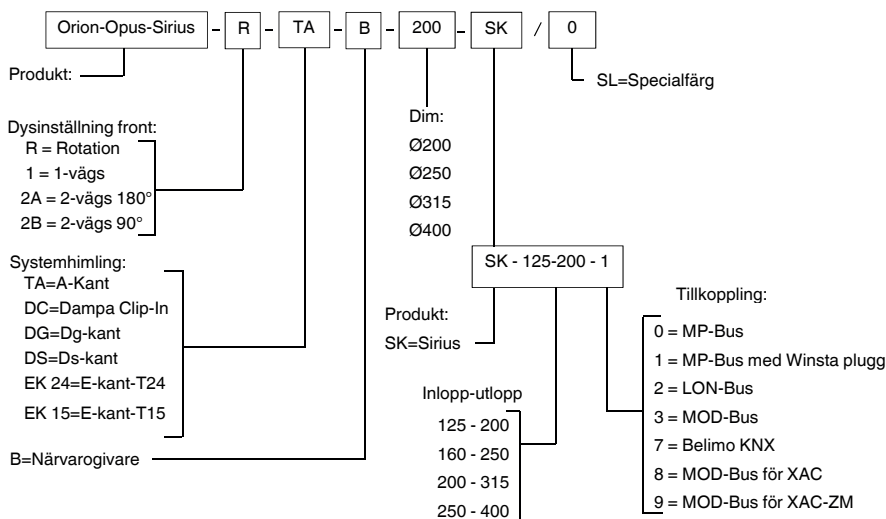 Orion-Opus-Sirius - R - TA - B - 200 - SK / 0
Produkt:
SL=Specialfärg
Dysinställning front:
R = Rotation
1 = 1-vägs
2A = 2-vägs 180°
2B = 2-vägs 90°
Dim:
Ø200
Ø250
Ø315
Ø400
Systemhimling:
TA=A-Kant
DC=Dampa Clip-In
DG=Dg-kant
DS=Ds-kant
EK 24=E-kant-T24
EK 15=E-kant-T15
B=Närvarogivare
SK - 125-200 - 1
Produkt:
SK=Sirius
Inlopp-utlopp
125 - 200
160 - 250
200 - 315
250 - 400
Tillkoppling:
0 = MP-Bus
1 = MP-Bus med Winsta plugg
2 = LON-Bus
3 = MOD-Bus
7 = Belimo KNX
8 = MOD-Bus för XAC
9 = MOD-Bus för XAC-ZM